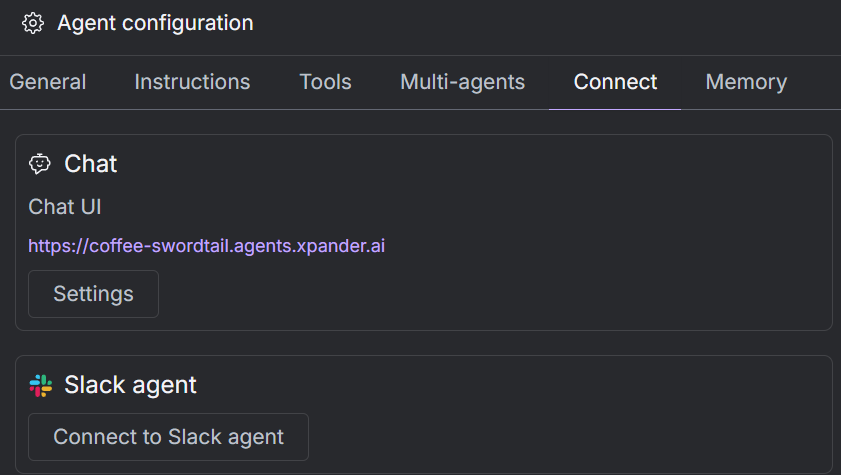 Agent configuration
General Instructions Tools Multi-agents Connect Memory
Chat
Chat UI
https://coffee-swordtail.agents.xpander.ai
Settings
Slack agent
Connect to Slack agent